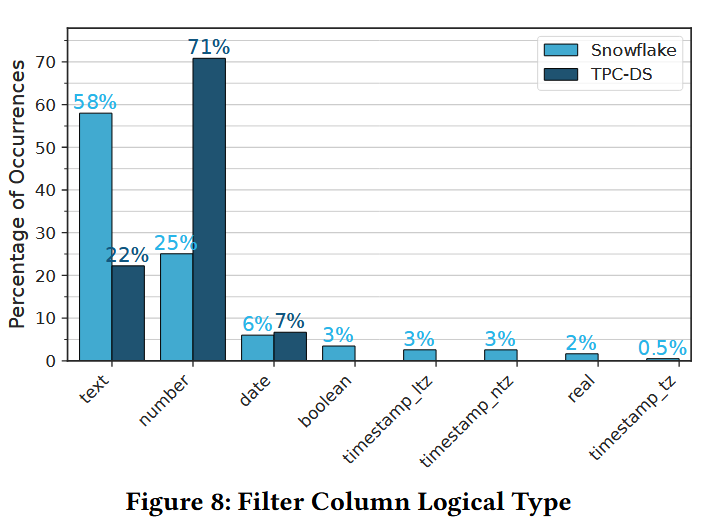 Percentage of Occurrences
70
60
50
40
30
20
10
0
58%
22%
25%
71%
6%
7%
3%
3%
3%
2%
0.5%
Snowflake
TPC-DS
text
number
date
boolean
timestamp_ltz
timestamp_ntz
real
timestamp_tz
Figure 8: Filter Column Logical Type